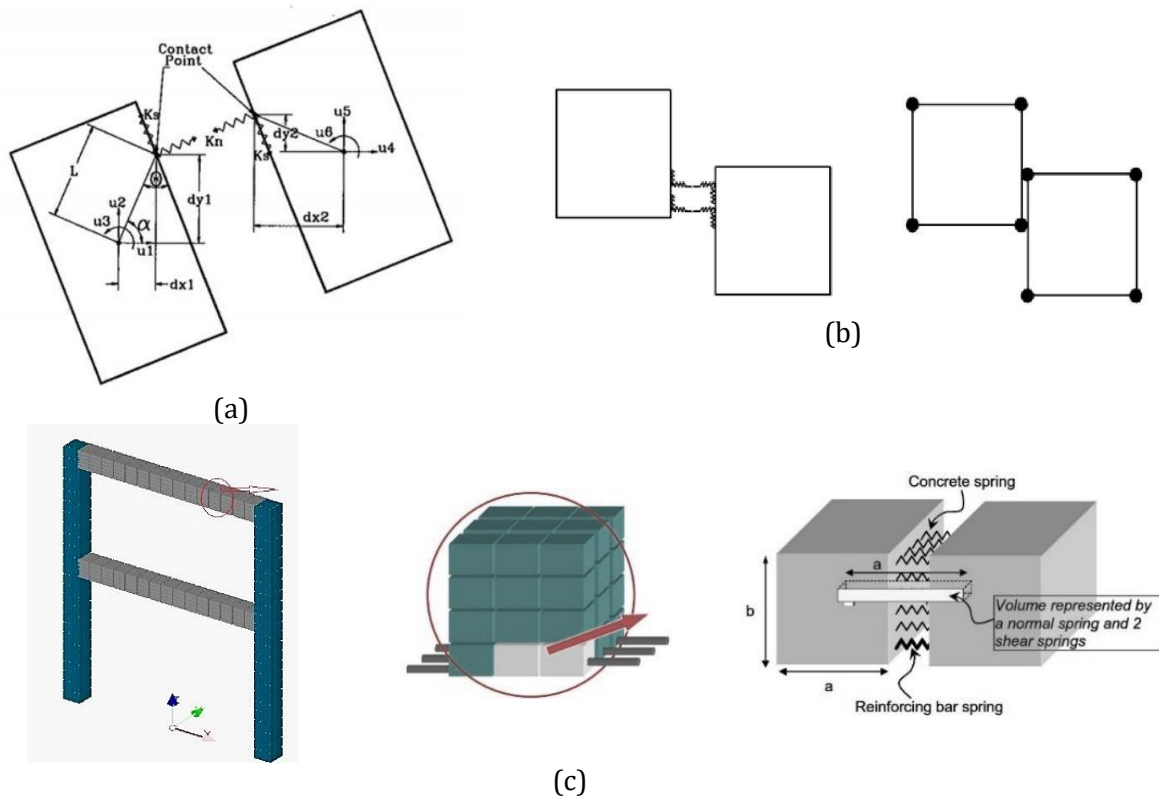 Contact
Point
Ks
Kn
L
u2
u3
α
u1
dy1
dx1
u5
u6
dy2
Ks
u4
dx2
(a)
(b)
Concrete spring
a
b
Volume represented by
a normal spring and 2
shear springs
a
Reinforcing bar spring
(c)